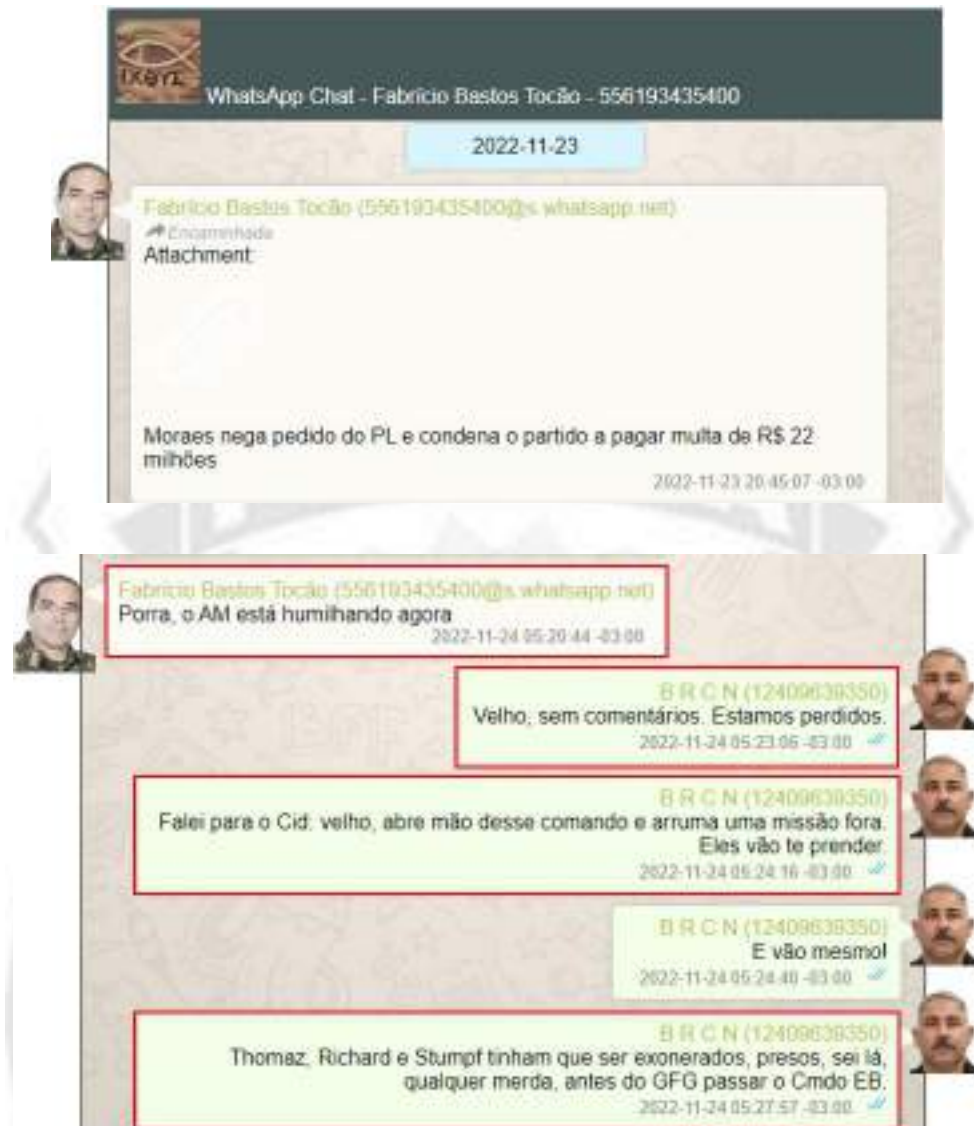 ΙΧΘΥΣ
WhatsApp Chat - Fabrício Bastos Tocão - 556193435400
2022-11-23
Fabrício Bastos Tocão (556193435400@s.whatsapp.net)
Encaminhada
Attachment:
Moraes nega pedido do PL e condena o partido a pagar multa de R$ 22
milhões
2022-11-23 20:45:07 -03:00
Fabrício Bastos Tocão (556193435400@s.whatsapp.net)
Porra, o AM está humilhando agora
2022-11-24 05:20:44 -03:00
B R C N (12409639350)
Velho, sem comentários. Estamos perdidos.
2022-11-24 05:23:06 -03:00
B R C N (12409639350)
Falei para o Cid: velho, abre mão desse comando e arruma uma missão fora.
Eles vão te prender.
2022-11-24 05:24:16 -03:00
B R C N (12409639350)
E vão mesmo!
2022-11-24 05:24:40 -03:00
B R C N (12409639350)
Thomaz, Richard e Stumpf tinham que ser exonerados, presos, sei lá,
qualquer merda, antes do GFG passar o Cmdo EB.
2022-11-24 05:27:57 -03:00